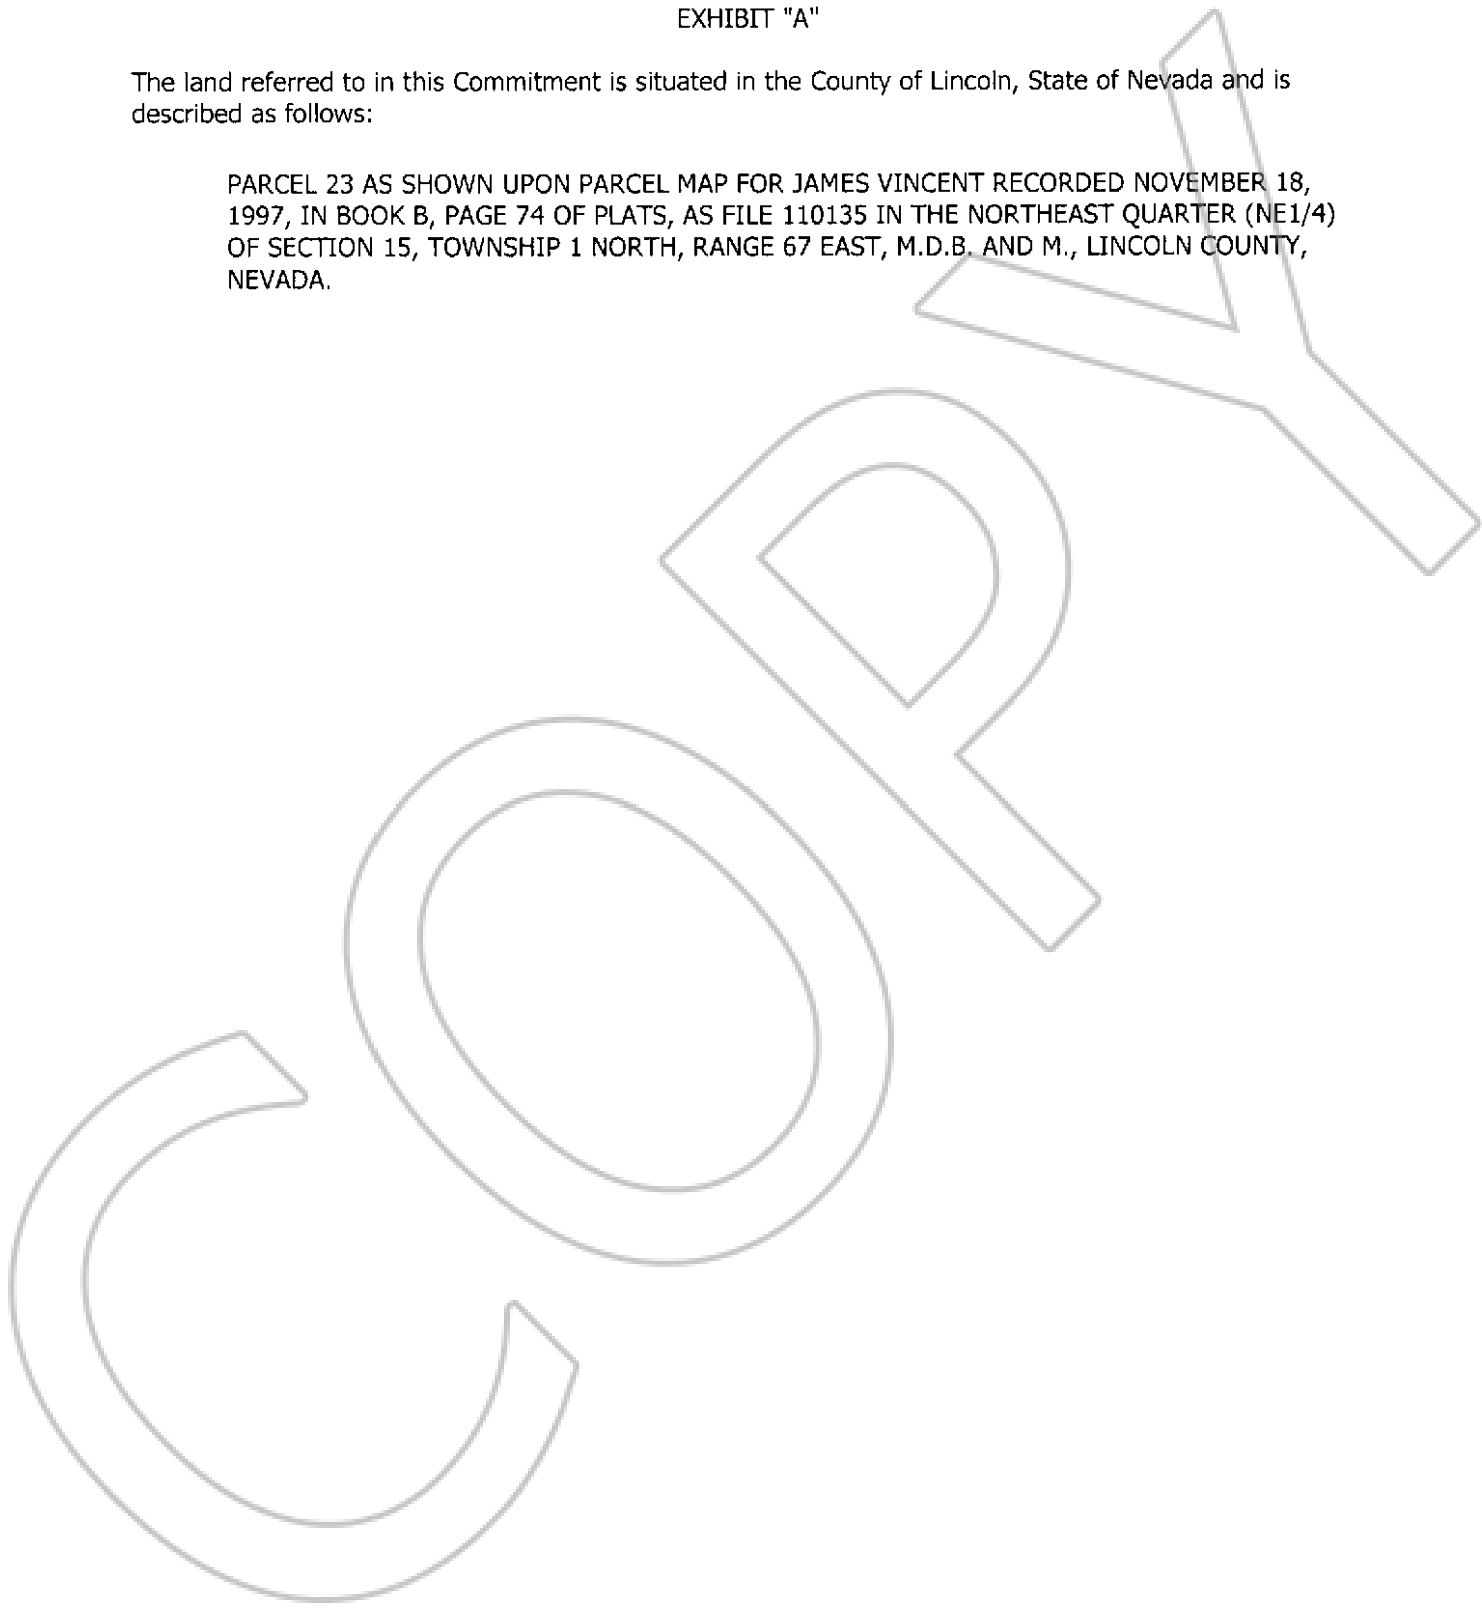 EXHIBIT "A"
The land referred to in this Commitment is situated in the County of Lincoln, State of Nevada and is
described as follows:
PARCEL 23 AS SHOWN UPON PARCEL MAP FOR JAMES VINCENT RECORDED NOVEMBER 18,
1997, IN BOOK B, PAGE 74 OF PLATS, AS FILE 110135 IN THE NORTHEAST QUARTER (NE1/4)
OF SECTION 15, TOWNSHIP 1 NORTH, RANGE 67 EAST, M.D.B. AND M., LINCOLN COUNTY,
NEVADA.
COPY